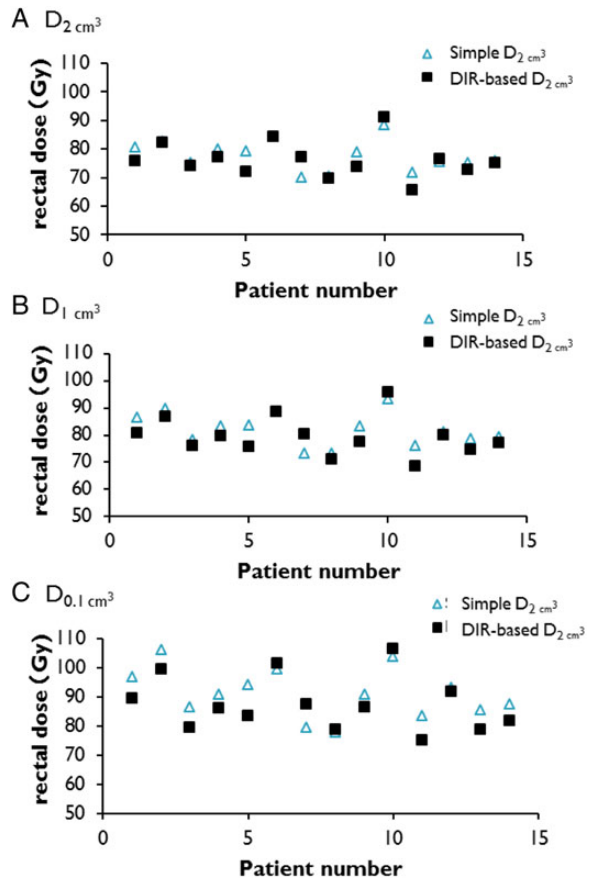 A D2 cm³
Simple D2 cm³
DIR-based D2 cm³
rectal dose (Gy)
110
100
90
80
70
60
50
0
5
10
15
Patient number
B D1 cm³
Simple D2 cm³
DIR-based D2 cm³
rectal dose (Gy)
110
100
90
80
70
60
50
0
5
10
15
Patient number
C D0.1 cm³
Simple D2 cm³
DIR-based D2 cm³
rectal dose (Gy)
110
100
90
80
70
60
50
0
5
10
15
Patient number